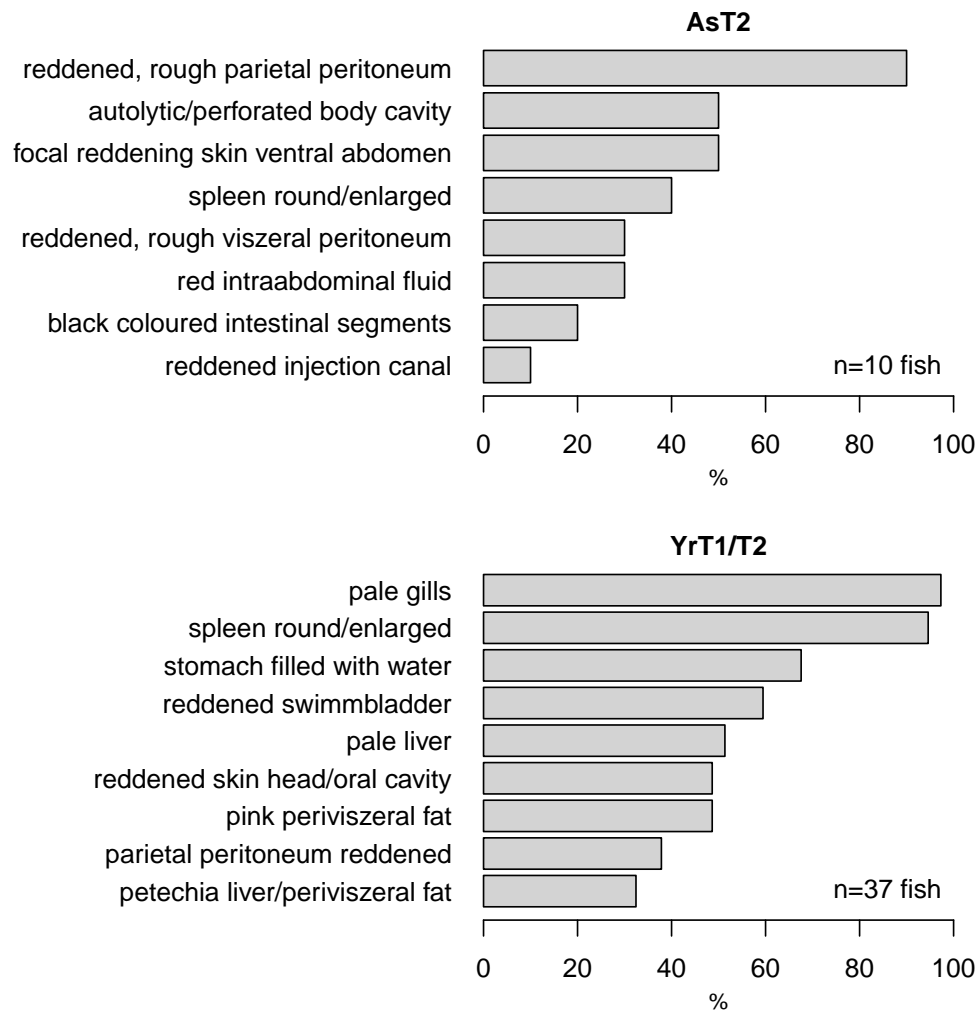 AsT2
reddened, rough parietal peritoneum
autolytic/perforated body cavity
focal reddening skin ventral abdomen
spleen round/enlarged
reddened, rough viszeral peritoneum
red intraabdominal fluid
black coloured intestinal segments
reddened injection canal
n=10 fish
0 20 40 60 80 100
%
YrT1/T2
pale gills
spleen round/enlarged
stomach filled with water
reddened swimmbladder
pale liver
reddened skin head/oral cavity
pink periviszeral fat
parietal peritoneum reddened
petechia liver/periviszeral fat
n=37 fish
0 20 40 60 80 100
%